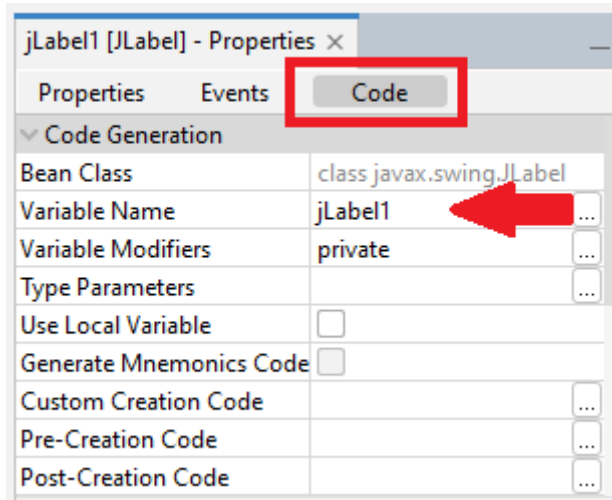 jLabel1 [JLabel] - Properties ×
Properties Events Code
Code Generation
Bean Class class javax.swing.JLabel
Variable Name jLabel1 ...
Variable Modifiers private ...
Type Parameters ...
Use Local Variable
Generate Mnemonics Code
Custom Creation Code ...
Pre-Creation Code ...
Post-Creation Code ...